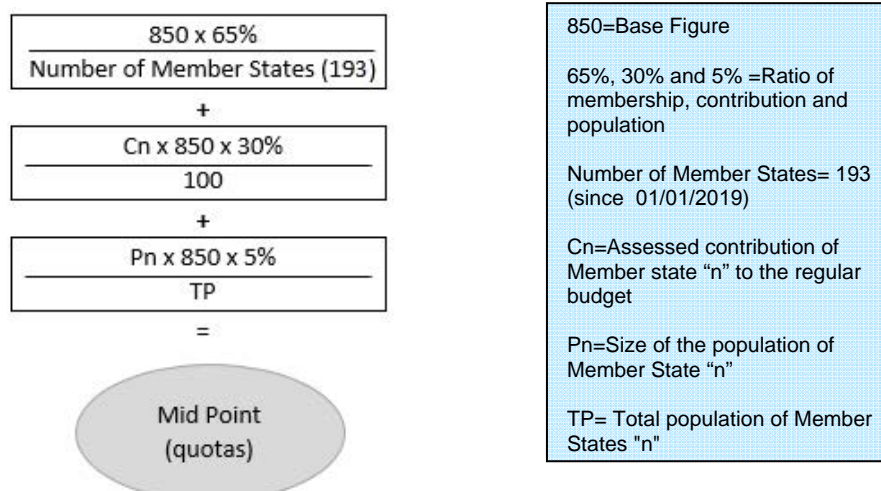 850 x 65%
Number of Member States (193)
+
Cn x 850 x 30%
100
+
Pn x 850 x 5%
TP
=
Mid Point
(quotas)
850=Base Figure
65%, 30% and 5% =Ratio of
membership, contribution and
population
Number of Member States= 193
(since 01/01/2019)
Cn=Assessed contribution of
Member state “n” to the regular
budget
Pn=Size of the population of
Member State “n”
TP= Total population of Member
States "n"